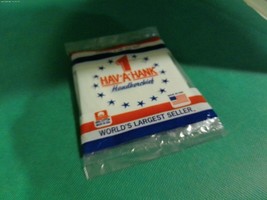 1
HAV-A-HANK
Handkerchief
WORLD'S LARGEST SELLER